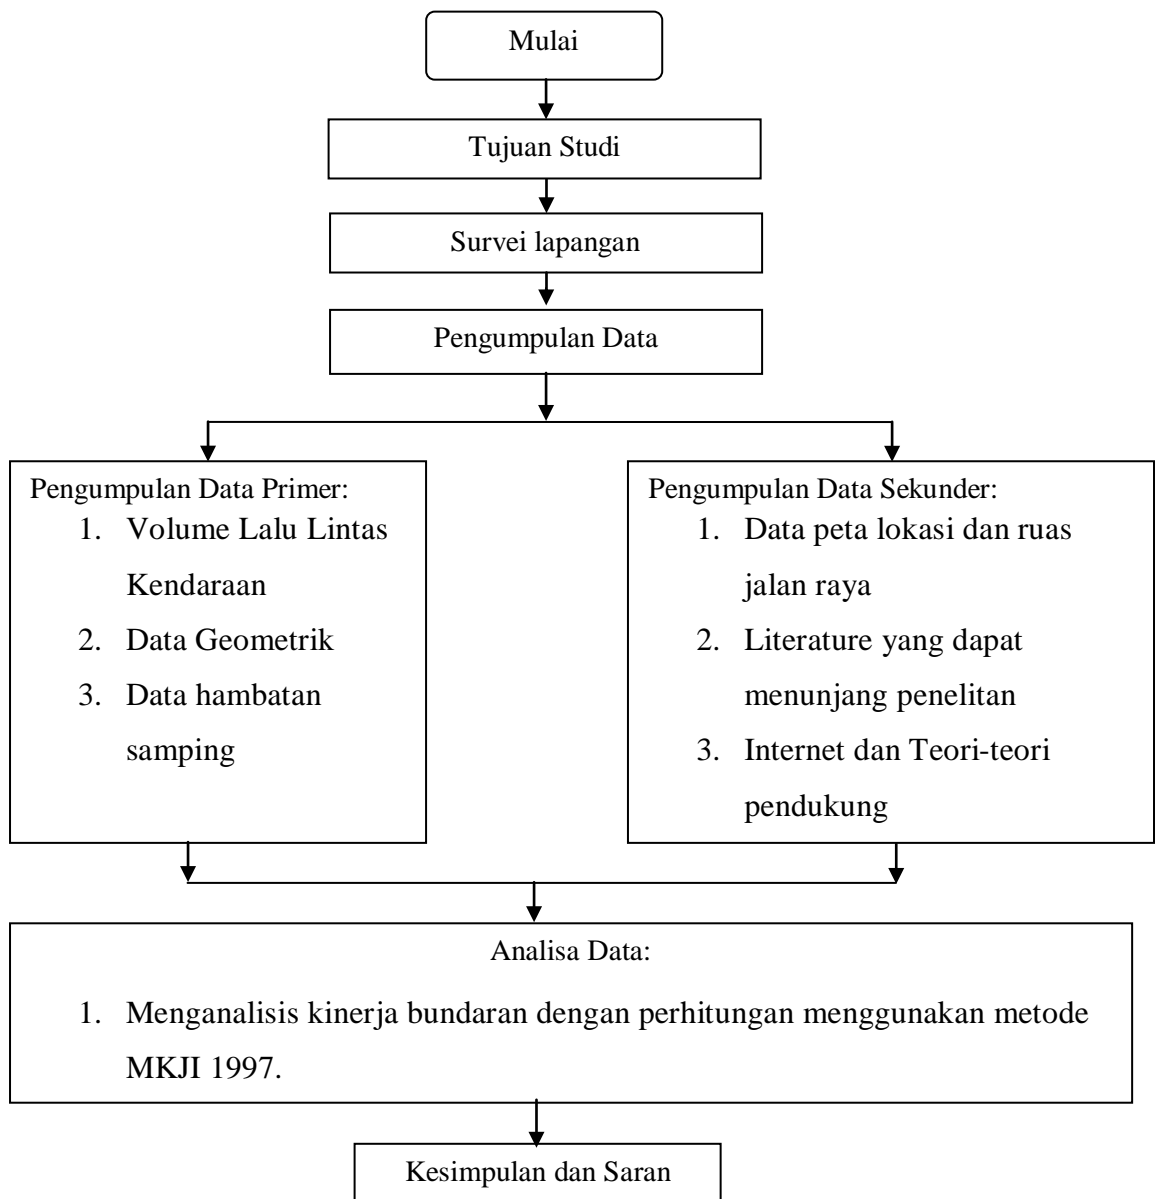 Mulai
Tujuan Studi
Survei lapangan
Pengumpulan Data
Pengumpulan Data Primer:
1. Volume Lalu Lintas
Kendaraan
2. Data Geometrik
3. Data hambatan
samping
Pengumpulan Data Sekunder:
1. Data peta lokasi dan ruas
jalan raya
2. Literature yang dapat
menunjang penelitan
3. Internet dan Teori-teori
pendukung
Analisa Data:
1. Menganalisis kinerja bundaran dengan perhitungan menggunakan metode
MKJI 1997.
Kesimpulan dan Saran